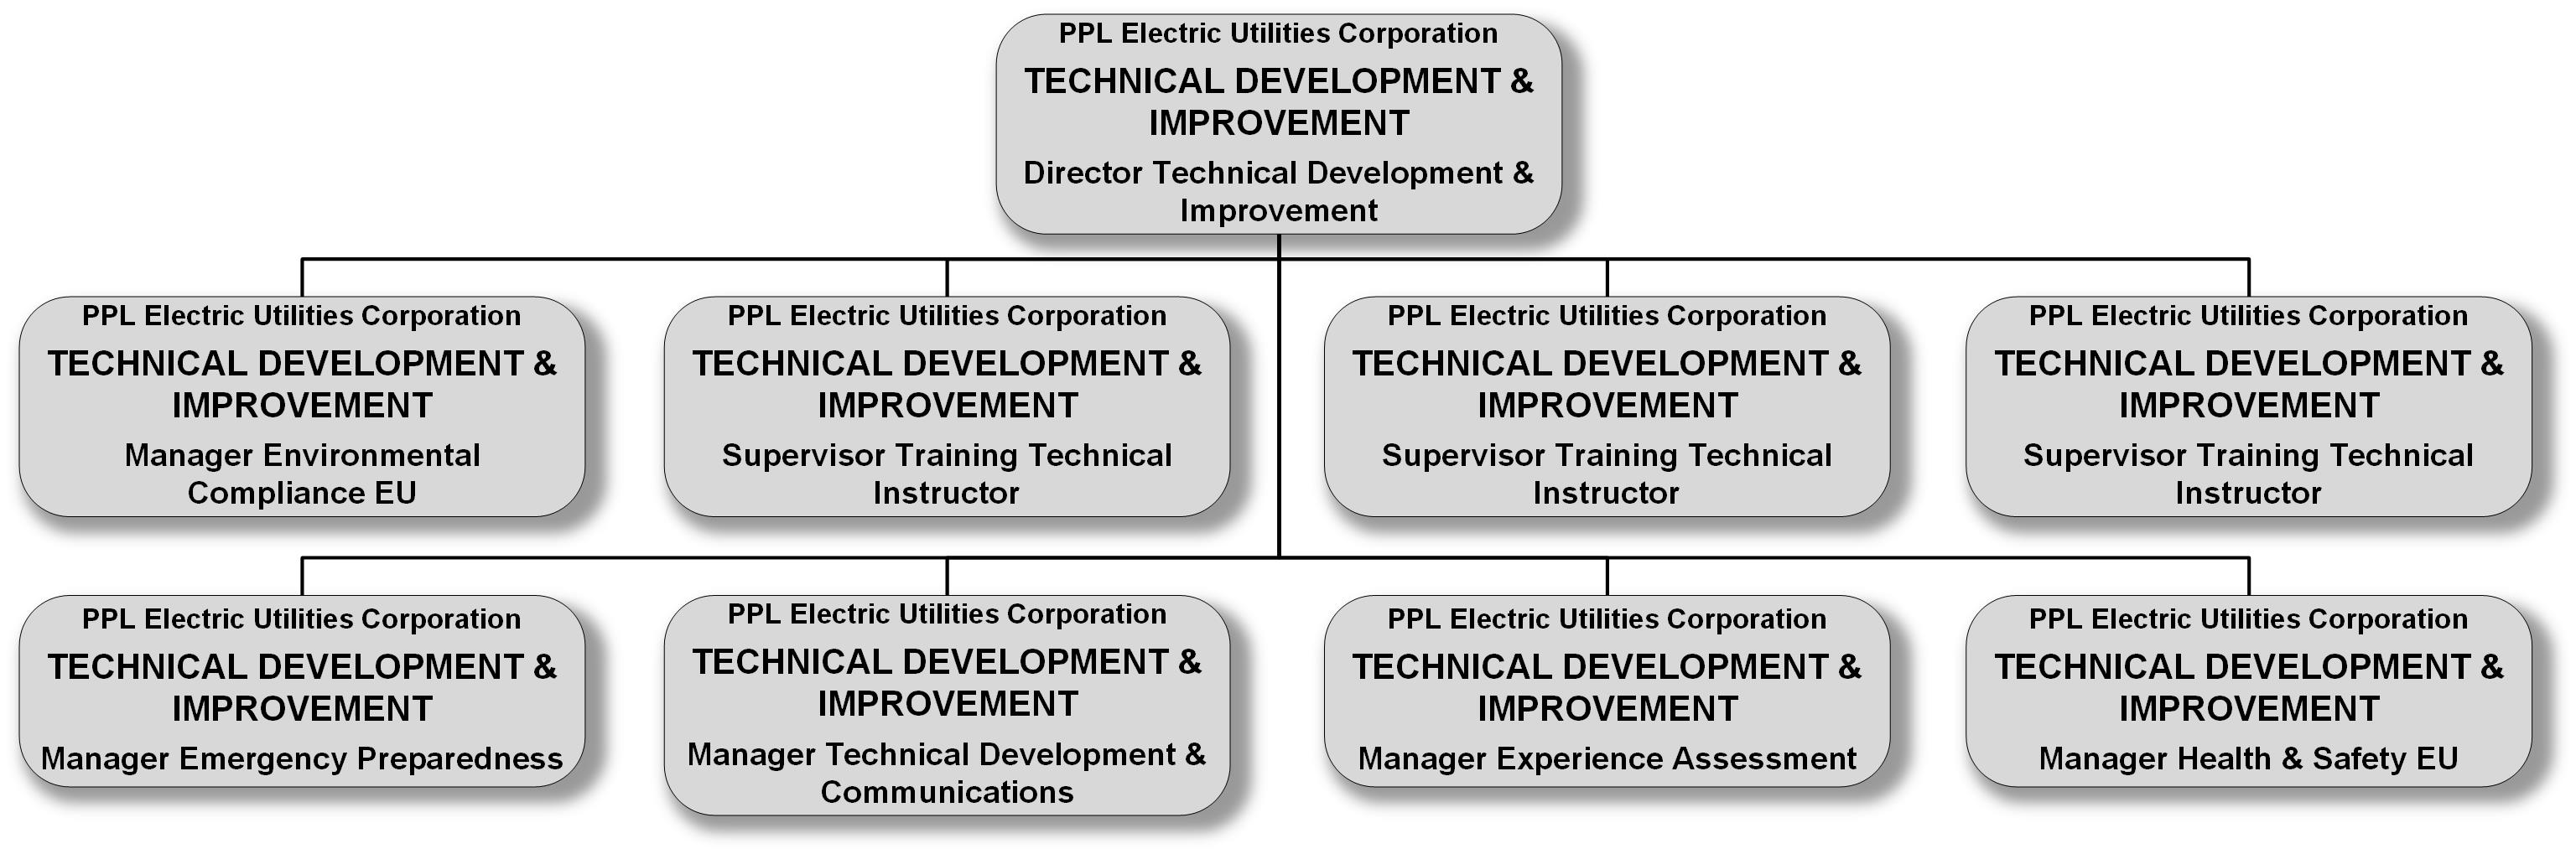 PPL Electric Utilities Corporation
TECHNICAL DEVELOPMENT &
IMPROVEMENT
Director Technical Development &
Improvement
PPL Electric Utilities Corporation
TECHNICAL DEVELOPMENT &
IMPROVEMENT
Manager Environmental
Compliance EU
PPL Electric Utilities Corporation
TECHNICAL DEVELOPMENT &
IMPROVEMENT
Supervisor Training Technical
Instructor
PPL Electric Utilities Corporation
TECHNICAL DEVELOPMENT &
IMPROVEMENT
Supervisor Training Technical
Instructor
PPL Electric Utilities Corporation
TECHNICAL DEVELOPMENT &
IMPROVEMENT
Supervisor Training Technical
Instructor
PPL Electric Utilities Corporation
TECHNICAL DEVELOPMENT &
IMPROVEMENT
Manager Emergency Preparedness
PPL Electric Utilities Corporation
TECHNICAL DEVELOPMENT &
IMPROVEMENT
Manager Technical Development &
Communications
PPL Electric Utilities Corporation
TECHNICAL DEVELOPMENT &
IMPROVEMENT
Manager Experience Assessment
PPL Electric Utilities Corporation
TECHNICAL DEVELOPMENT &
IMPROVEMENT
Manager Health & Safety EU